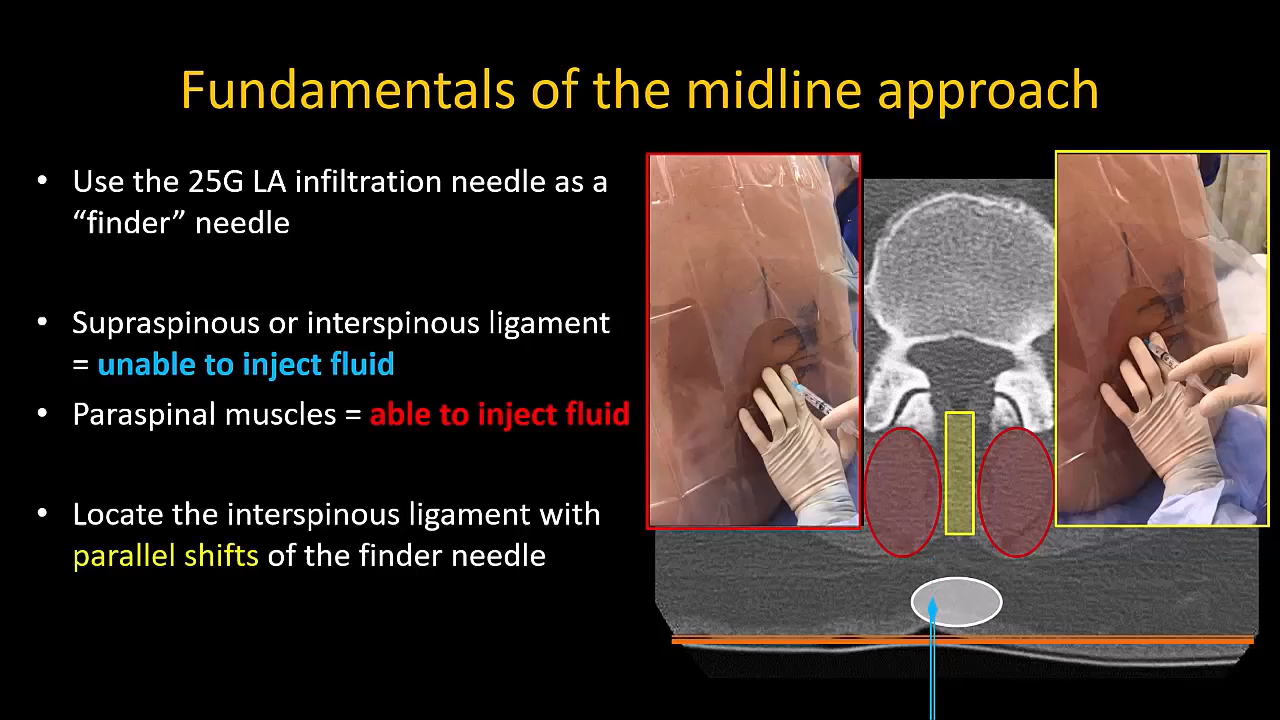 Fundamentals of the midline approach
• Use the 25G LA infiltration needle as a
“finder” needle
• Supraspinous or interspinous ligament
= unable to inject fluid
• Paraspinal muscles = able to inject fluid
• Locate the interspinous ligament with
parallel shifts of the finder needle